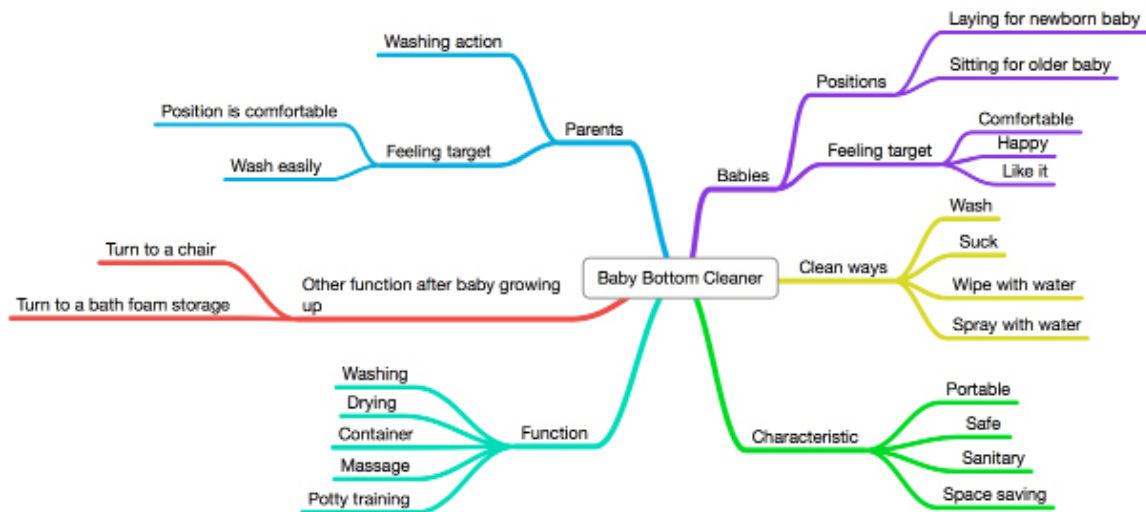 Baby Bottom Cleaner
Parents
Washing action
Feeling target
Position is comfortable
Wash easily
Other function after baby growing
up
Turn to a chair
Turn to a bath foam storage
Function
Washing
Drying
Container
Massage
Potty training
Babies
Positions
Laying for newborn baby
Sitting for older baby
Feeling target
Comfortable
Happy
Like it
Clean ways
Wash
Suck
Wipe with water
Spray with water
Characteristic
Portable
Safe
Sanitary
Space saving